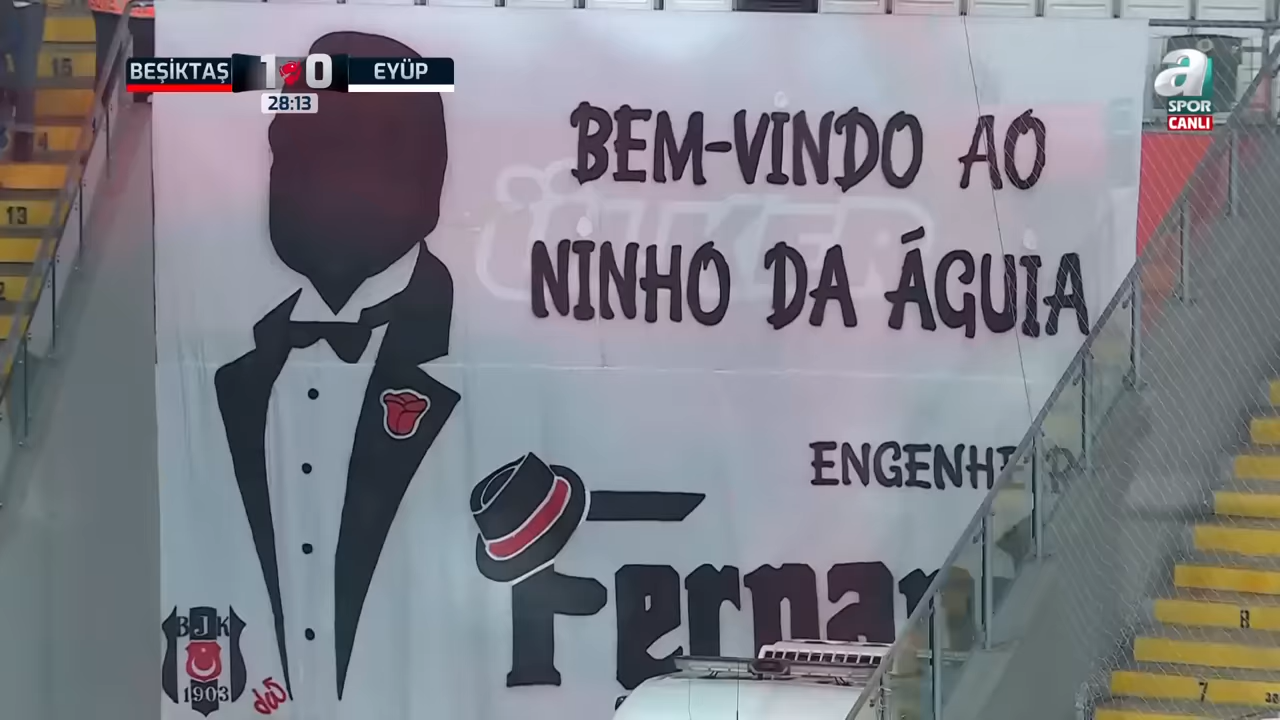 BEŞİKTAŞ 1 0 EYÜP
28:13
a
SPOR
CANLI
BEM-VINDO AO
ÜLKER
NINHO DA ÁGUIA
BJK
1903
13
15
8
7